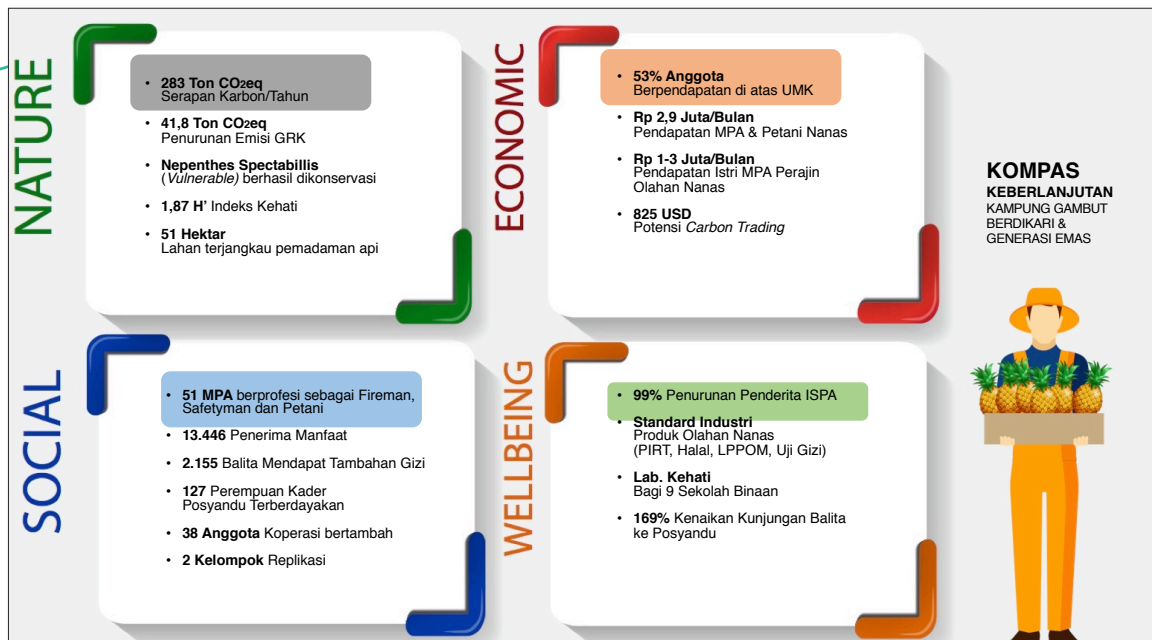 NATURE
• 283 Ton CO2eq
Serapan Karbon/Tahun
• 41,8 Ton CO2eq
Penurunan Emisi GRK
• Nepenthes Spectabillis
(Vulnerable) berhasil dikonservasi
• 1,87 H' Indeks Kehati
• 51 Hektar
Lahan terjangkau pemadaman api
ECONOMIC
• 53% Anggota
Berpendapatan di atas UMK
• Rp 2,9 Juta/Bulan
Pendapatan MPA & Petani Nanas
• Rp 1-3 Juta/Bulan
Pendapatan Istri MPA Perajin
Olahan Nanas
• 825 USD
Potensi Carbon Trading
KOMPAS
KEBERLANJUTAN
KAMPUNG GAMBUT
BERDIKARI &
GENERASI EMAS
SOCIAL
• 51 MPA berprofesi sebagai Fireman,
Safetyman dan Petani
• 13.446 Penerima Manfaat
• 2.155 Balita Mendapat Tambahan Gizi
• 127 Perempuan Kader
Posyandu Terberdayakan
• 38 Anggota Koperasi bertambah
• 2 Kelompok Replikasi
WELLBEING
• 99% Penurunan Penderita ISPA
• Standard Industri
Produk Olahan Nanas
(PIRT, Halal, LPPOM, Uji Gizi)
• Lab. Kehati
Bagi 9 Sekolah Binaan
• 169% Kenaikan Kunjungan Balita
ke Posyandu